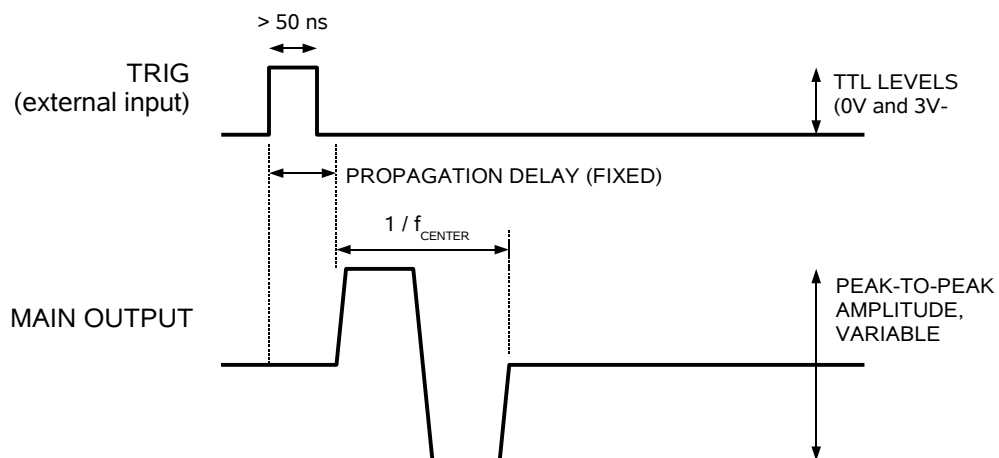 > 50 ns
TRIG
(external input)
TTL LEVELS
(0V and 3V-
PROPAGATION DELAY (FIXED)
1 / fCENTER
MAIN OUTPUT
PEAK-TO-PEAK
AMPLITUDE,
VARIABLE